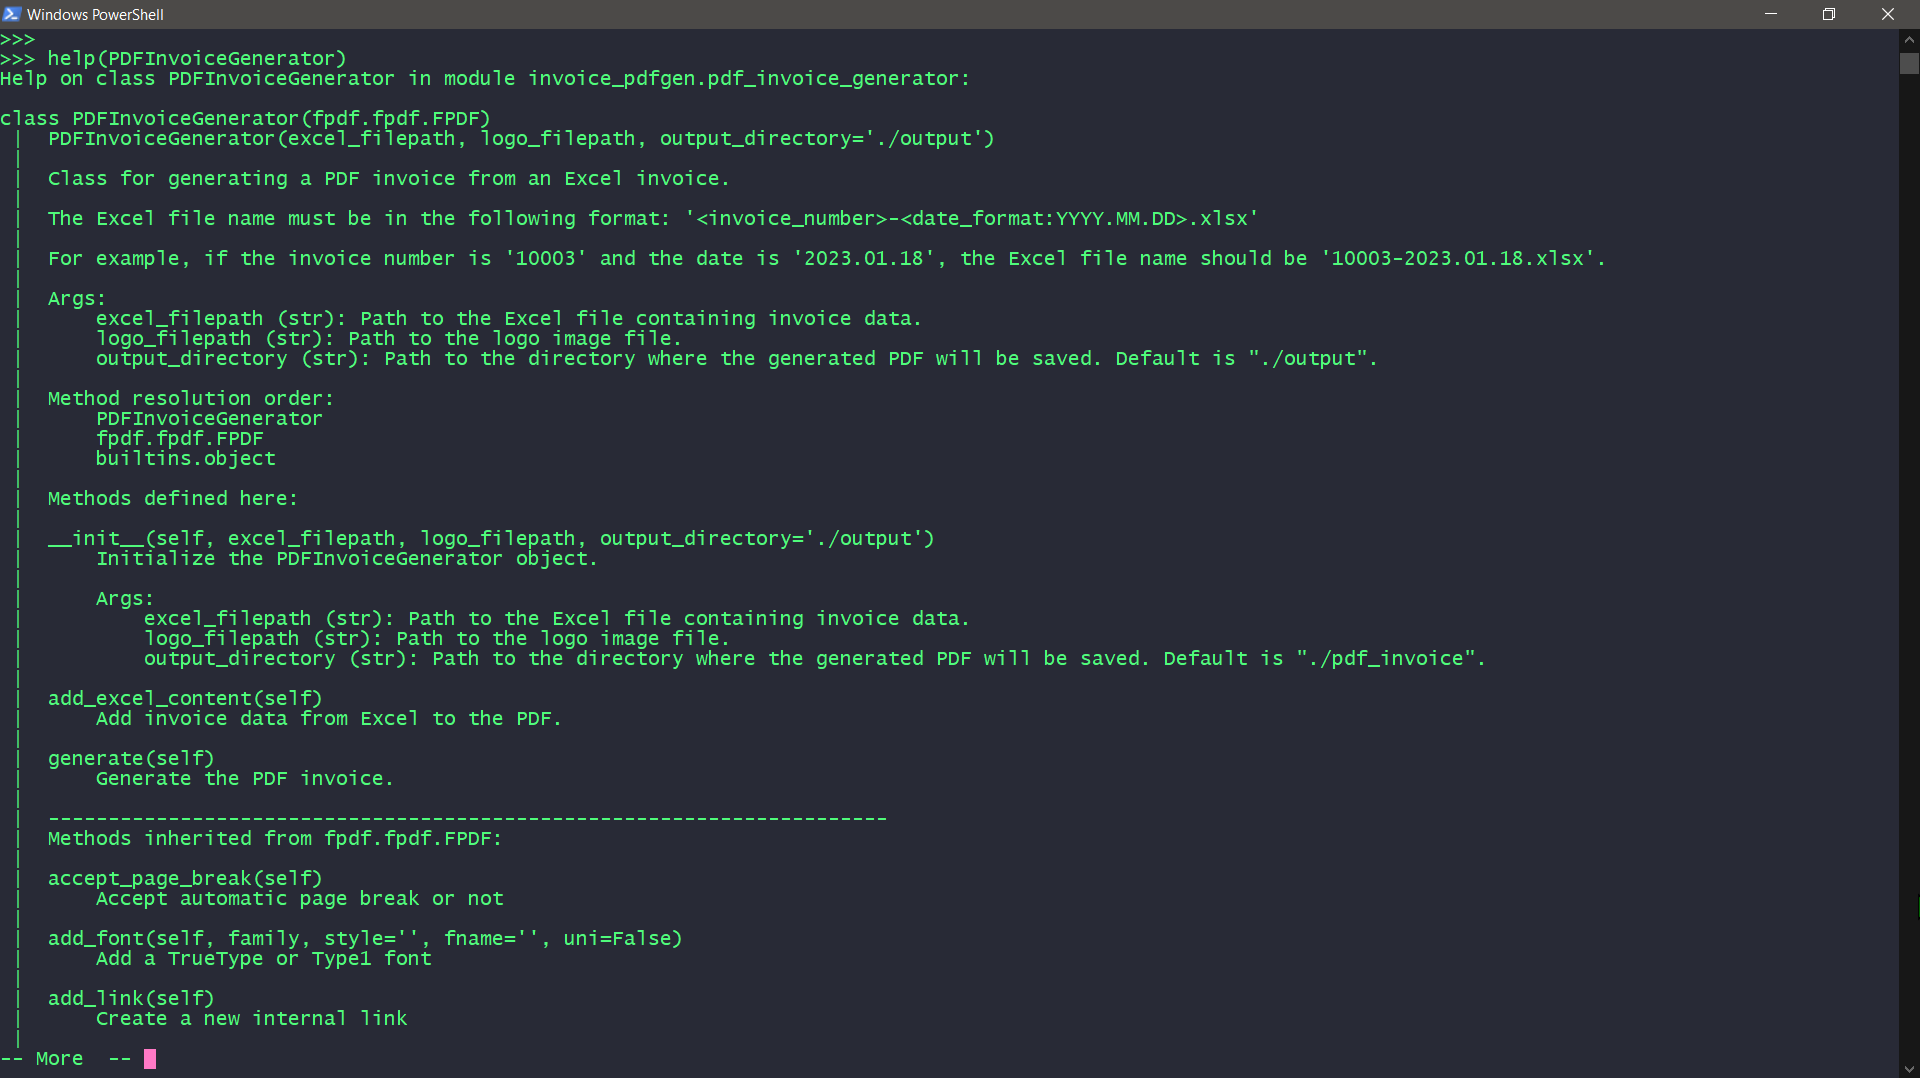 Windows PowerShell
>>>
>>> help(PDFInvoiceGenerator)
Help on class PDFInvoiceGenerator in module invoice_pdfgen.pdf_invoice_generator:

class PDFInvoiceGenerator(fpdf.fpdf.FPDF)
 |  PDFInvoiceGenerator(excel_filepath, logo_filepath, output_directory='./output')
 |
 |  Class for generating a PDF invoice from an Excel invoice.
 |
 |  The Excel file name must be in the following format: '<invoice_number>-<date_format:YYYY.MM.DD>.xlsx'
 |
 |  For example, if the invoice number is '10003' and the date is '2023.01.18', the Excel file name should be '10003-2023.01.18.xlsx'.
 |
 |  Args:
 |      excel_filepath (str): Path to the Excel file containing invoice data.
 |      logo_filepath (str): Path to the logo image file.
 |      output_directory (str): Path to the directory where the generated PDF will be saved. Default is "./output".
 |
 |  Method resolution order:
 |      PDFInvoiceGenerator
 |      fpdf.fpdf.FPDF
 |      builtins.object
 |
 |  Methods defined here:
 |
 |  __init__(self, excel_filepath, logo_filepath, output_directory='./output')
 |      Initialize the PDFInvoiceGenerator object.
 |
 |      Args:
 |          excel_filepath (str): Path to the Excel file containing invoice data.
 |          logo_filepath (str): Path to the logo image file.
 |          output_directory (str): Path to the directory where the generated PDF will be saved. Default is "./pdf_invoice".
 |
 |  add_excel_content(self)
 |      Add invoice data from Excel to the PDF.
 |
 |  generate(self)
 |      Generate the PDF invoice.
 |
 |  ----------------------------------------------------------------------
 |  Methods inherited from fpdf.fpdf.FPDF:
 |
 |  accept_page_break(self)
 |      Accept automatic page break or not
 |
 |  add_font(self, family, style='', fname='', uni=False)
 |      Add a TrueType or Type1 font
 |
 |  add_link(self)
 |      Create a new internal link
 |
-- More  --